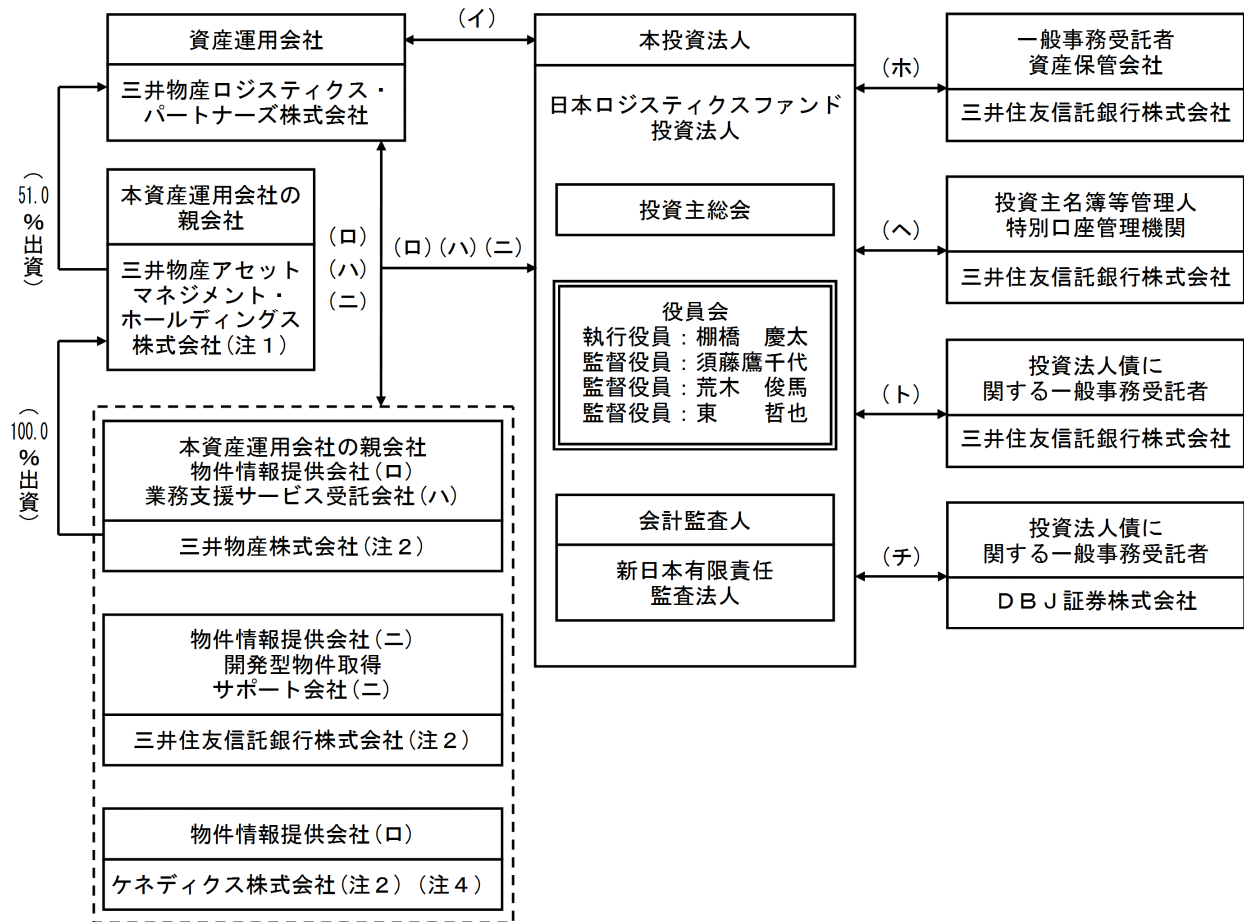 資産運用会社
三井物産ロジスティクス・
パートナーズ株式会社
(イ)
本投資法人
日本ロジスティクスファンド
投資法人
投資主総会
役員会
執行役員：棚橋　慶太
監督役員：須藤鷹千代
監督役員：荒木　俊馬
監督役員：東　　哲也
会計監査人
新日本有限責任
監査法人
(51.0%出資)
本資産運用会社の
親会社
三井物産アセット
マネジメント・
ホールディングス
株式会社(注１)
(ロ)
(ハ)
(ニ)
(ロ)(ハ)(ニ)
(100.0%出資)
本資産運用会社の親会社
物件情報提供会社(ロ)
業務支援サービス受託会社(ハ)
三井物産株式会社(注２)
物件情報提供会社(ニ)
開発型物件取得
サポート会社(ニ)
三井住友信託銀行株式会社(注２)
物件情報提供会社(ロ)
ケネディクス株式会社(注２)(注４)
(ホ)
一般事務受託者
資産保管会社
三井住友信託銀行株式会社
(ヘ)
投資主名簿等管理人
特別口座管理機関
三井住友信託銀行株式会社
(ト)
投資法人債に
関する一般事務受託者
三井住友信託銀行株式会社
(チ)
投資法人債に
関する一般事務受託者
ＤＢＪ証券株式会社